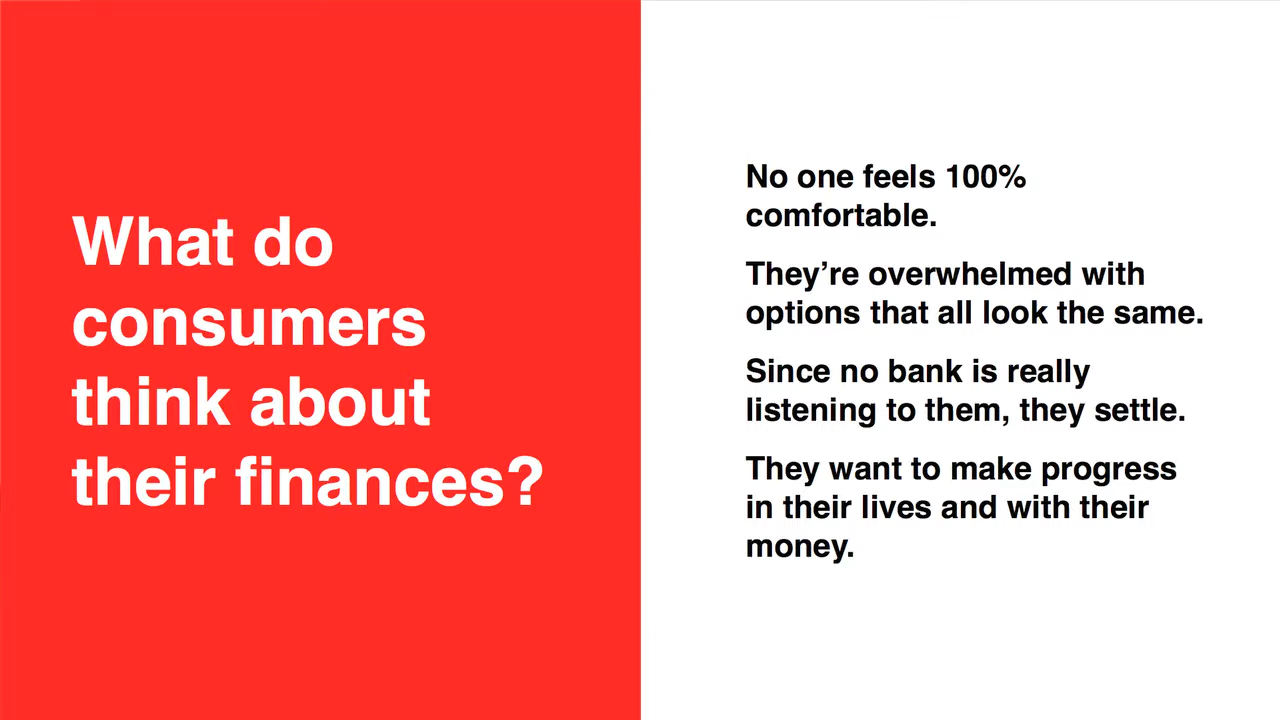 What do
consumers
think about
their finances?
No one feels 100%
comfortable.
They’re overwhelmed with
options that all look the same.
Since no bank is really
listening to them, they settle.
They want to make progress
in their lives and with their
money.